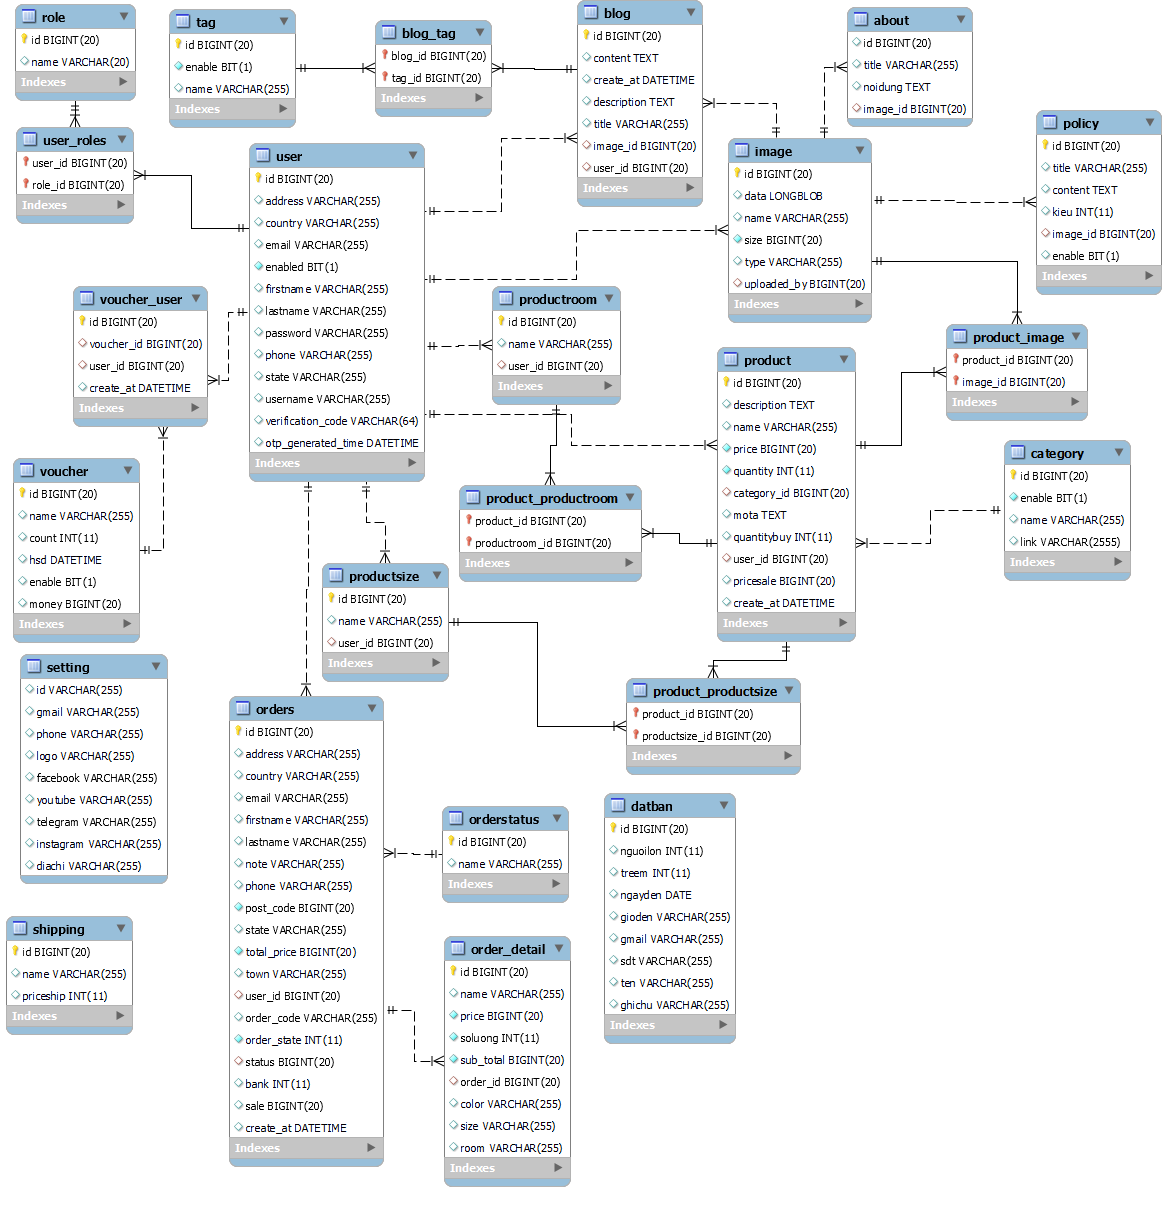 role
id BIGINT(20)
name VARCHAR(20)
Indexes
tag
id BIGINT(20)
enable BIT(1)
name VARCHAR(255)
Indexes
blog_tag
blog_id BIGINT(20)
tag_id BIGINT(20)
Indexes
blog
id BIGINT(20)
content TEXT
create_at DATETIME
description TEXT
title VARCHAR(255)
image_id BIGINT(20)
user_id BIGINT(20)
Indexes
about
id BIGINT(20)
title VARCHAR(255)
noidung TEXT
image_id BIGINT(20)
user_roles
user_id BIGINT(20)
role_id BIGINT(20)
Indexes
user
id BIGINT(20)
address VARCHAR(255)
country VARCHAR(255)
email VARCHAR(255)
enabled BIT(1)
firstname VARCHAR(255)
lastname VARCHAR(255)
password VARCHAR(255)
phone VARCHAR(255)
state VARCHAR(255)
username VARCHAR(255)
verification_code VARCHAR(64)
otp_generated_time DATETIME
Indexes
image
id BIGINT(20)
data LONGBLOB
name VARCHAR(255)
size BIGINT(20)
type VARCHAR(255)
uploaded_by BIGINT(20)
Indexes
policy
id BIGINT(20)
title VARCHAR(255)
content TEXT
kieu INT(11)
image_id BIGINT(20)
enable BIT(1)
Indexes
voucher_user
id BIGINT(20)
voucher_id BIGINT(20)
user_id BIGINT(20)
create_at DATETIME
Indexes
productroom
id BIGINT(20)
name VARCHAR(255)
user_id BIGINT(20)
Indexes
product
id BIGINT(20)
description TEXT
name VARCHAR(255)
price BIGINT(20)
quantity INT(11)
category_id BIGINT(20)
mota TEXT
quantitybuy INT(11)
user_id BIGINT(20)
pricesale BIGINT(20)
create_at DATETIME
Indexes
product_image
product_id BIGINT(20)
image_id BIGINT(20)
Indexes
category
id BIGINT(20)
enable BIT(1)
name VARCHAR(255)
link VARCHAR(2555)
Indexes
voucher
id BIGINT(20)
name VARCHAR(255)
count INT(11)
hsd DATETIME
enable BIT(1)
money BIGINT(20)
Indexes
product_productroom
product_id BIGINT(20)
productroom_id BIGINT(20)
Indexes
productsize
id BIGINT(20)
name VARCHAR(255)
user_id BIGINT(20)
Indexes
setting
id VARCHAR(255)
gmail VARCHAR(255)
phone VARCHAR(255)
logo VARCHAR(255)
facebook VARCHAR(255)
youtube VARCHAR(255)
telegram VARCHAR(255)
instagram VARCHAR(255)
diachi VARCHAR(255)
product_productsize
product_id BIGINT(20)
productsize_id BIGINT(20)
Indexes
orders
id BIGINT(20)
address VARCHAR(255)
country VARCHAR(255)
email VARCHAR(255)
firstname VARCHAR(255)
lastname VARCHAR(255)
note VARCHAR(255)
phone VARCHAR(255)
post_code BIGINT(20)
state VARCHAR(255)
total_price BIGINT(20)
town VARCHAR(255)
user_id BIGINT(20)
order_code VARCHAR(255)
order_state INT(11)
status BIGINT(20)
bank INT(11)
sale BIGINT(20)
create_at DATETIME
Indexes
orderstatus
id BIGINT(20)
name VARCHAR(255)
Indexes
datban
id BIGINT(20)
nguoilon INT(11)
treem INT(11)
ngayden DATE
gioden VARCHAR(255)
gmail VARCHAR(255)
sdt VARCHAR(255)
ten VARCHAR(255)
ghichu VARCHAR(255)
Indexes
shipping
id BIGINT(20)
name VARCHAR(255)
priceship INT(11)
Indexes
order_detail
id BIGINT(20)
name VARCHAR(255)
price BIGINT(20)
soluong INT(11)
sub_total BIGINT(20)
order_id BIGINT(20)
color VARCHAR(255)
size VARCHAR(255)
room VARCHAR(255)
Indexes